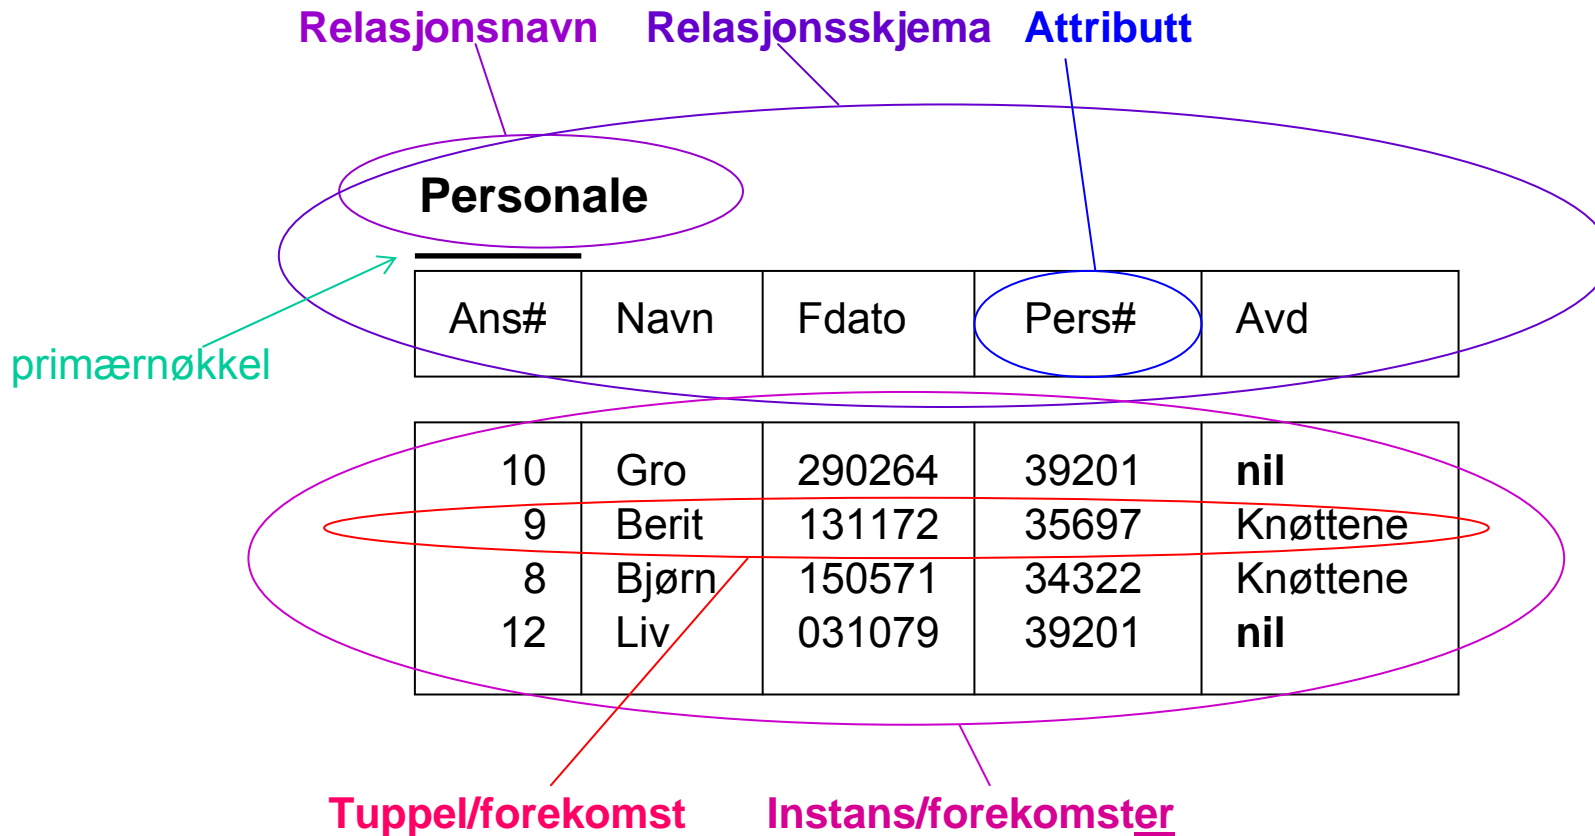 Relasjonsnavn Relasjonsskjema Attributt
Personale
Ans# Navn Fdato Pers# Avd
primærnøkkel
10 Gro 290264 39201 nil
9 Berit 131172 35697 Knøttene
8 Bjørn 150571 34322 Knøttene
12 Liv 031079 39201 nil
Tuppel/forekomst Instans/forekomster